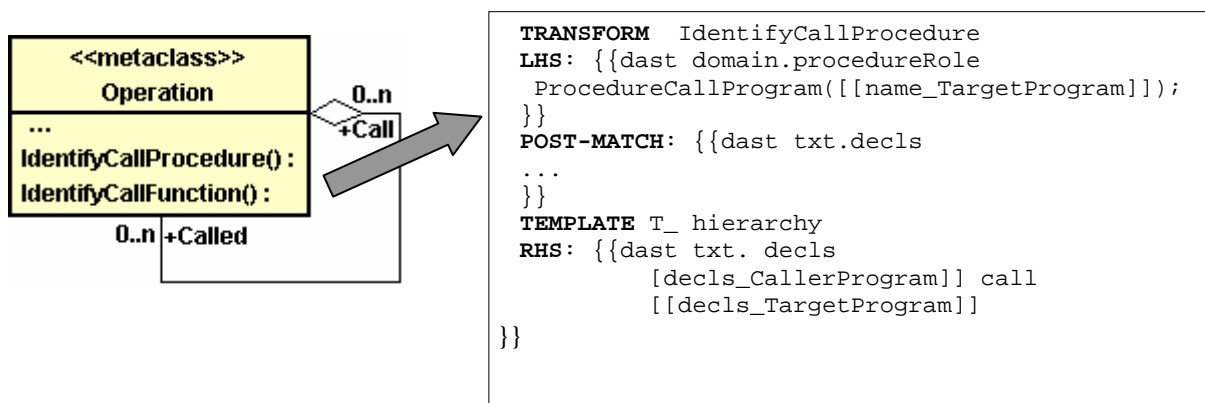 <<metaclass>>
Operation
...
IdentifyCallProcedure() :
IdentifyCallFunction() :
0..n
+Call
0..n +Called
TRANSFORM IdentifyCallProcedure
LHS: {{dast domain.procedureRole
ProcedureCallProgram([[name_TargetProgram]]);
}}
POST-MATCH: {{dast txt.decls
...
}}
TEMPLATE T_ hierarchy
RHS: {{dast txt. decls
[decls_CallerProgram]] call
[[decls_TargetProgram]]
}}